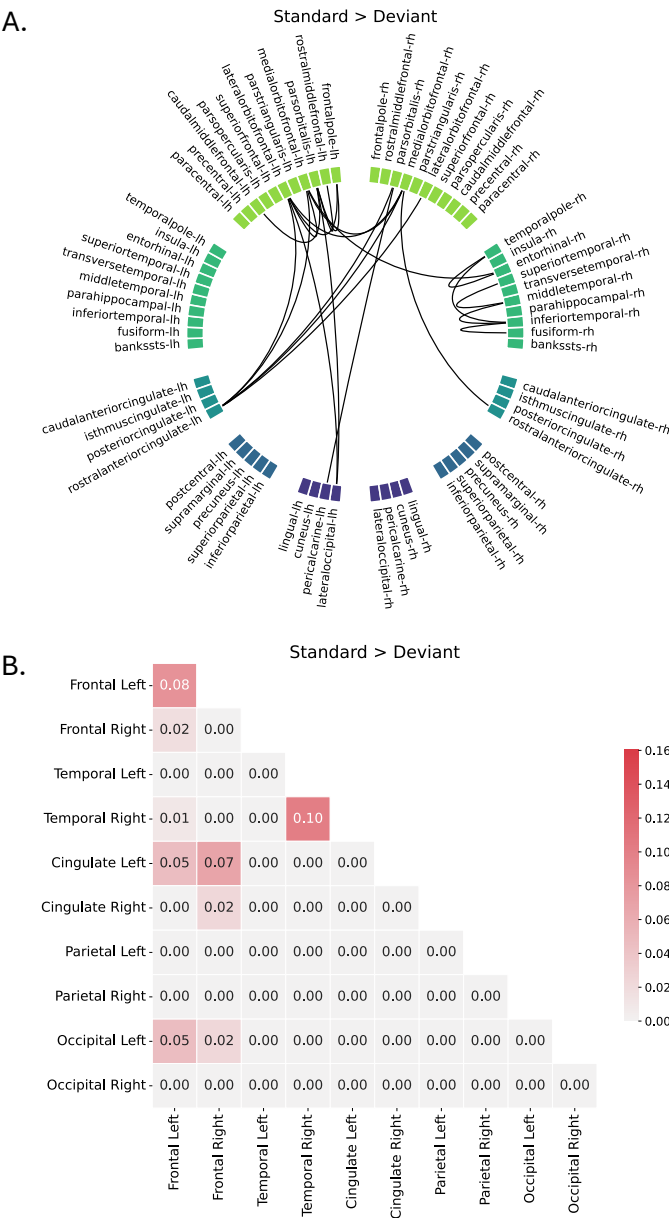 A.
Standard > Deviant
frontalpole-lh
rostralmiddlefrontal-lh
parsorbitalis-lh
medialorbitofrontal-lh
parstriangularis-lh
lateralorbitofrontal-lh
superiorfrontal-lh
parsopercularis-lh
caudalmiddlefrontal-lh
precentral-lh
paracentral-lh
temporalpole-lh
insula-lh
entorhinal-lh
superiortemporal-lh
transversetemporal-lh
middletemporal-lh
parahippocampal-lh
inferiortemporal-lh
fusiform-lh
bankssts-lh
caudalanteriorcingulate-lh
isthmuscingulate-lh
posteriorcingulate-lh
rostralanteriorcingulate-lh
postcentral-lh
supramarginal-lh
precuneus-lh
superiorparietal-lh
inferiorparietal-lh
lingual-lh
cuneus-lh
pericalcarine-lh
lateraloccipital-lh
lateraloccipital-rh
pericalcarine-rh
cuneus-rh
lingual-rh
inferiorparietal-rh
superiorparietal-rh
precuneus-rh
supramarginal-rh
postcentral-rh
rostralanteriorcingulate-rh
posteriorcingulate-rh
isthmuscingulate-rh
caudalanteriorcingulate-rh
bankssts-rh
fusiform-rh
inferiortemporal-rh
parahippocampal-rh
middletemporal-rh
transversetemporal-rh
superiortemporal-rh
entorhinal-rh
insula-rh
temporalpole-rh
paracentral-rh
precentral-rh
caudalmiddlefrontal-rh
parsopercularis-rh
superiorfrontal-rh
lateralorbitofrontal-rh
parstriangularis-rh
medialorbitofrontal-rh
parsorbitalis-rh
rostralmiddlefrontal-rh
frontalpole-rh
B.
Standard > Deviant
Frontal Left 0.08
Frontal Right 0.02 0.00
Temporal Left 0.00 0.00 0.00
Temporal Right 0.01 0.00 0.00 0.10
Cingulate Left 0.05 0.07 0.00 0.00 0.00
Cingulate Right 0.00 0.02 0.00 0.00 0.00 0.00
Parietal Left 0.00 0.00 0.00 0.00 0.00 0.00 0.00
Parietal Right 0.00 0.00 0.00 0.00 0.00 0.00 0.00 0.00
Occipital Left 0.05 0.02 0.00 0.00 0.00 0.00 0.00 0.00 0.00
Occipital Right 0.00 0.00 0.00 0.00 0.00 0.00 0.00 0.00 0.00 0.00
Frontal Left
Frontal Right
Temporal Left
Temporal Right
Cingulate Left
Cingulate Right
Parietal Left
Parietal Right
Occipital Left
Occipital Right
0.16
0.14
0.12
0.10
0.08
0.06
0.04
0.02
0.00